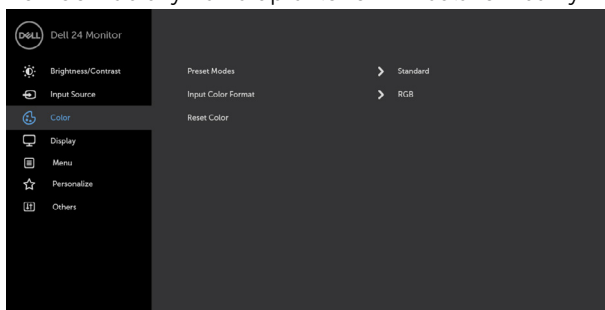 DELL Dell 24 Monitor
Brightness/Contrast
Input Source
Color
Display
Menu
Personalize
Others
Preset Modes Standard
Input Color Format RGB
Reset Color